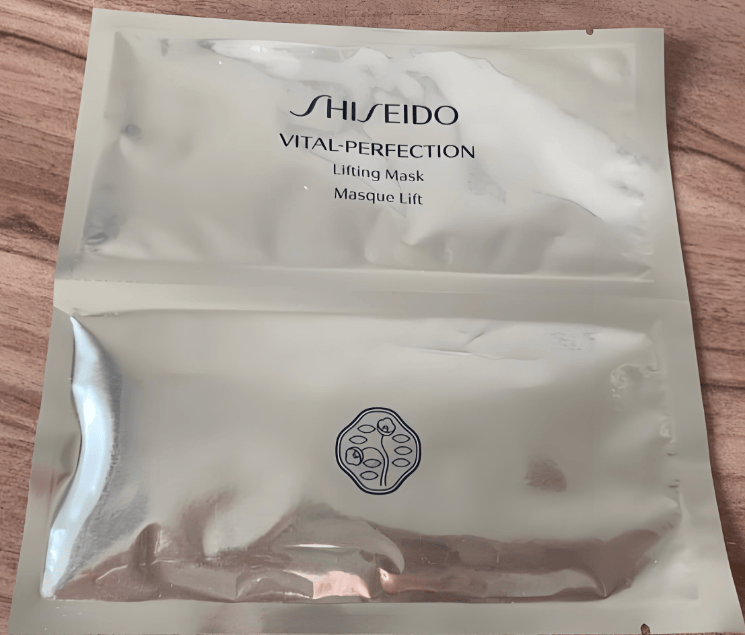 SHISEIDO
VITAL-PERFECTION
Lifting Mask
Masque Lift